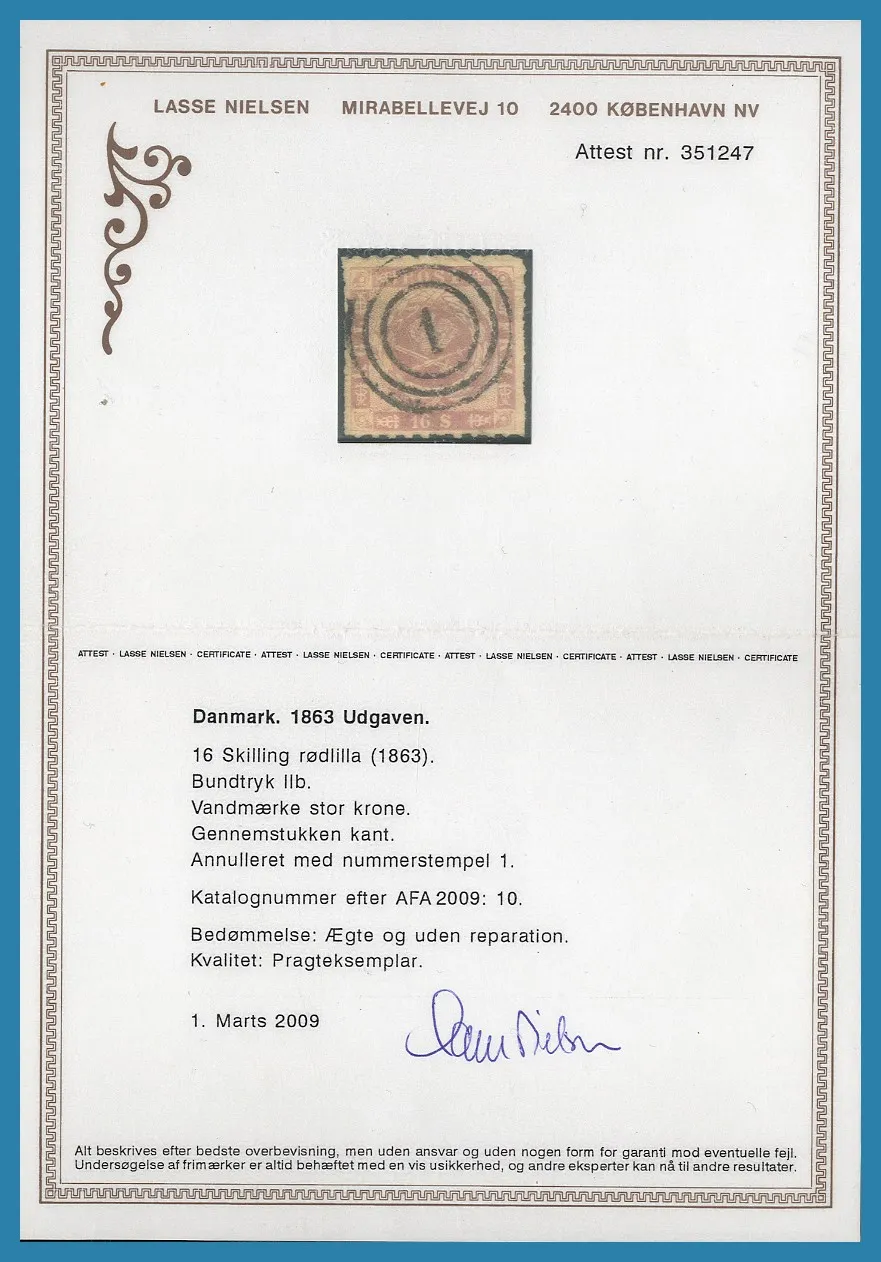 LASSE NIELSEN MIRABELLEVEJ 10 2400 KØBENHAVN NV
Attest nr. 351247
1
16 S
ATTEST · LASSE NIELSEN · CERTIFICATE · ATTEST · LASSE NIELSEN · CERTIFICATE · ATTEST · LASSE NIELSEN · CERTIFICATE · ATTEST · LASSE NIELSEN · CERTIFICATE
Danmark. 1863 Udgaven.
16 Skilling rødlilla (1863).
Bundtryk IIb.
Vandmærke stor krone.
Gennemstukken kant.
Annulleret med nummerstempel 1.
Katalognummer efter AFA 2009: 10.
Bedømmelse: Ægte og uden reparation.
Kvalitet: Pragteksemplar.
1. Marts 2009
Lasse Nielsen
Alt beskrives efter bedste overbevisning, men uden ansvar og uden nogen form for garanti mod eventuelle fejl.
Undersøgelse af frimærker er altid behæftet med en vis usikkerhed, og andre eksperter kan nå til andre resultater.